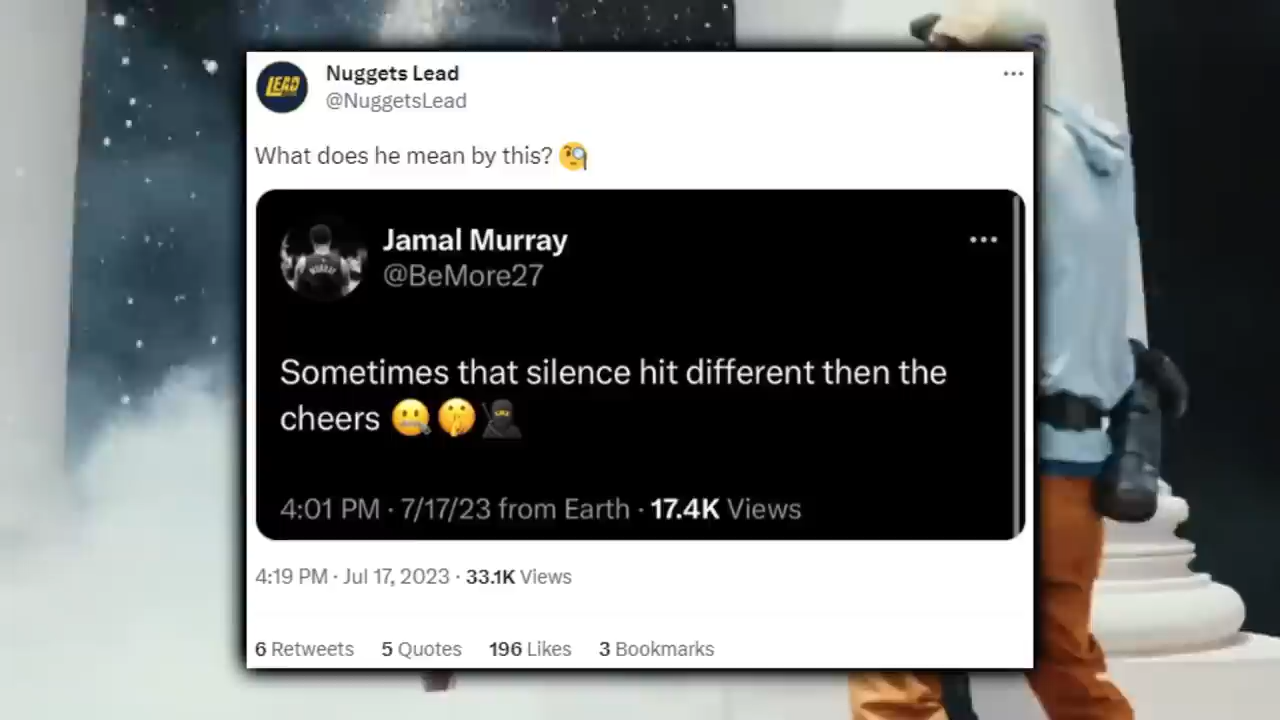 LEAD
Nuggets Lead
@NuggetsLead
What does he mean by this? 🧐
MURRAY
Jamal Murray
@BeMore27
Sometimes that silence hit different then the
cheers 🤐🤫🥷
4:01 PM · 7/17/23 from Earth · 17.4K Views
4:19 PM · Jul 17, 2023 · 33.1K Views
6 Retweets 5 Quotes 196 Likes 3 Bookmarks